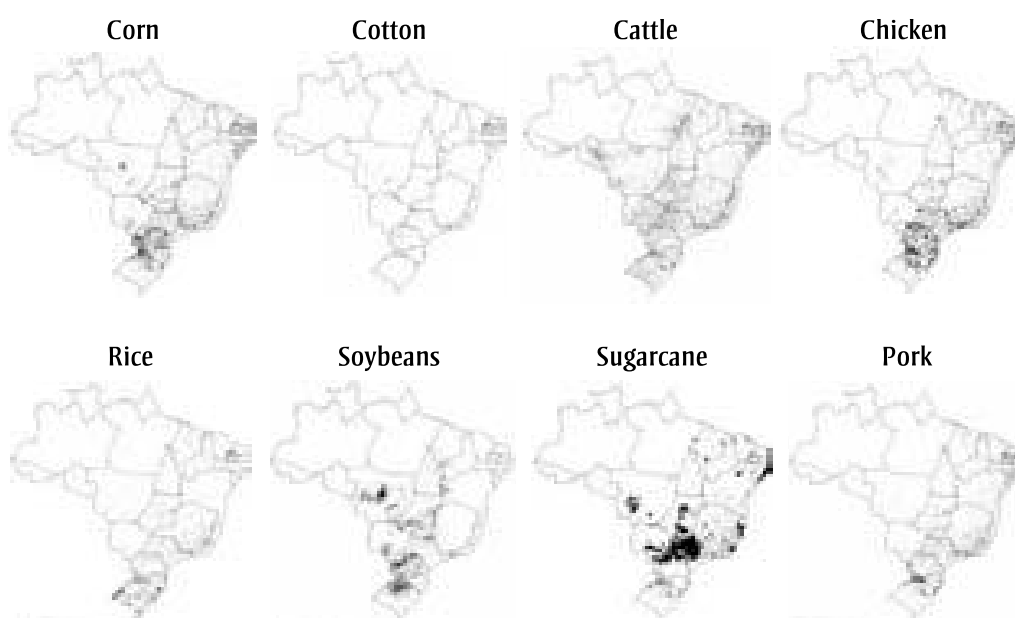 Corn
Cotton
Cattle
Chicken
Rice
Soybeans
Sugarcane
Pork